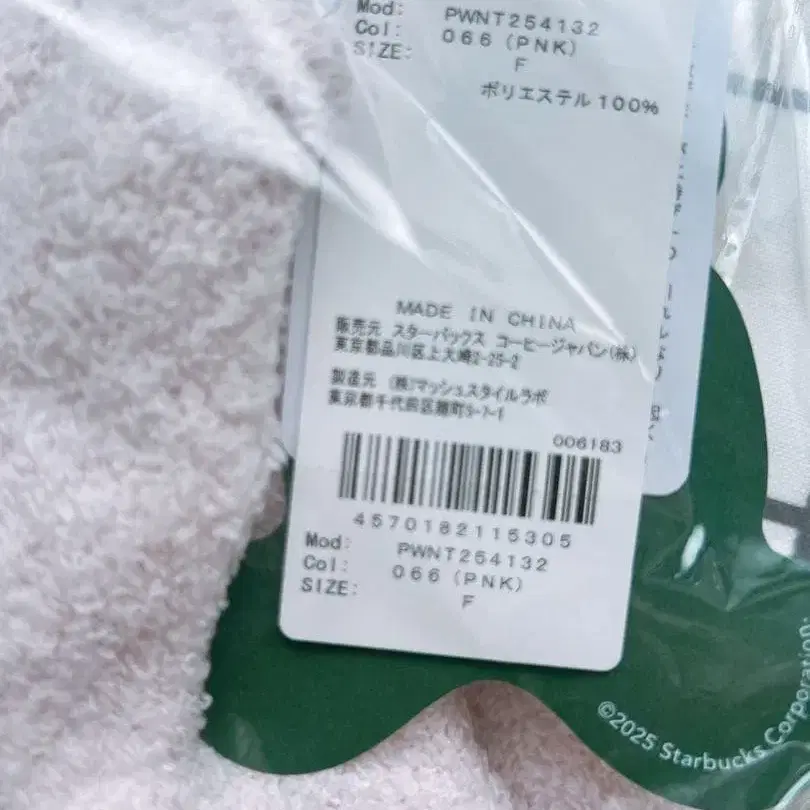 Mod: PWNT254132
Col: 066 (PNK)
SIZE: F
ポリエステル 100%
MADE IN CHINA
販売元 スターバックス コーヒージャパン(株)
東京都品川区上大崎2-25-2
製造元 (株)マッシュスタイルラボ
東京都千代田区麹町5-7-1
006183
4570182115305
Mod: PWNT254132
Col: 066 (PNK)
SIZE: F
©2025 Starbucks Corporation.